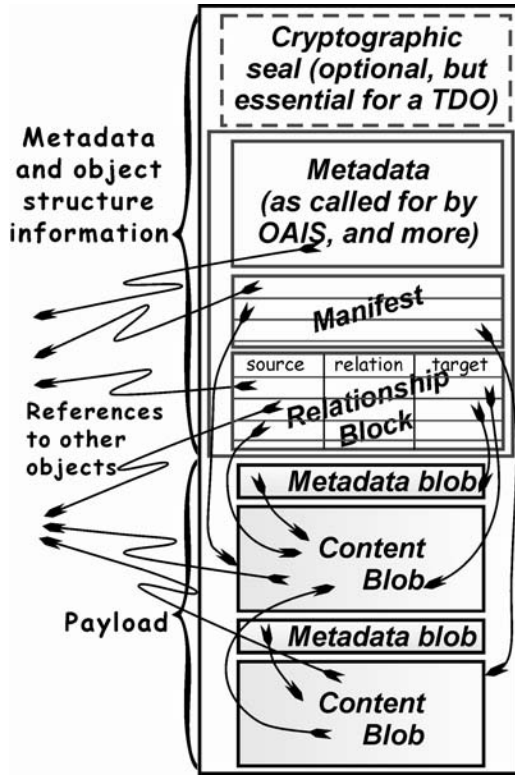 Cryptographic
seal (optional, but
essential for a TDO)
Metadata
and object
structure
information
Metadata
(as called for by
OAIS, and more)
Manifest
source relation target
Relationship
Block
References
to other
objects
Metadata blob
Content
Blob
Payload
Metadata blob
Content
Blob